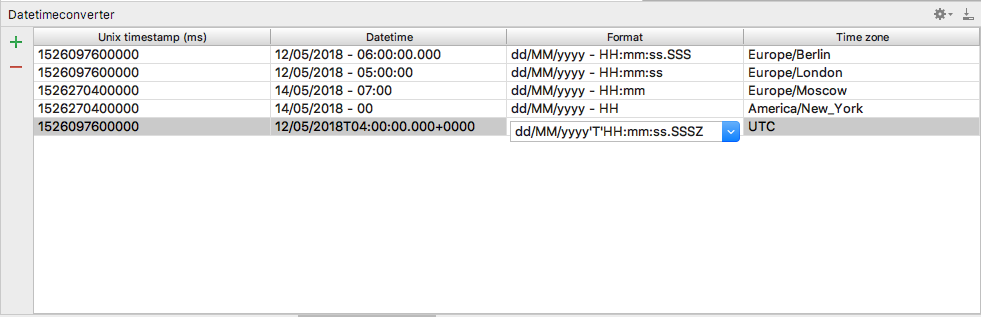 Datetimeconverter
Unix timestamp (ms) Datetime Format Time zone
1526097600000 12/05/2018 - 06:00:00.000 dd/MM/yyyy - HH:mm:ss.SSS Europe/Berlin
1526097600000 12/05/2018 - 05:00:00 dd/MM/yyyy - HH:mm:ss Europe/London
1526270400000 14/05/2018 - 07:00 dd/MM/yyyy - HH:mm Europe/Moscow
1526270400000 14/05/2018 - 00 dd/MM/yyyy - HH America/New_York
1526097600000 12/05/2018T04:00:00.000+0000 dd/MM/yyyy'T'HH:mm:ss.SSSZ UTC